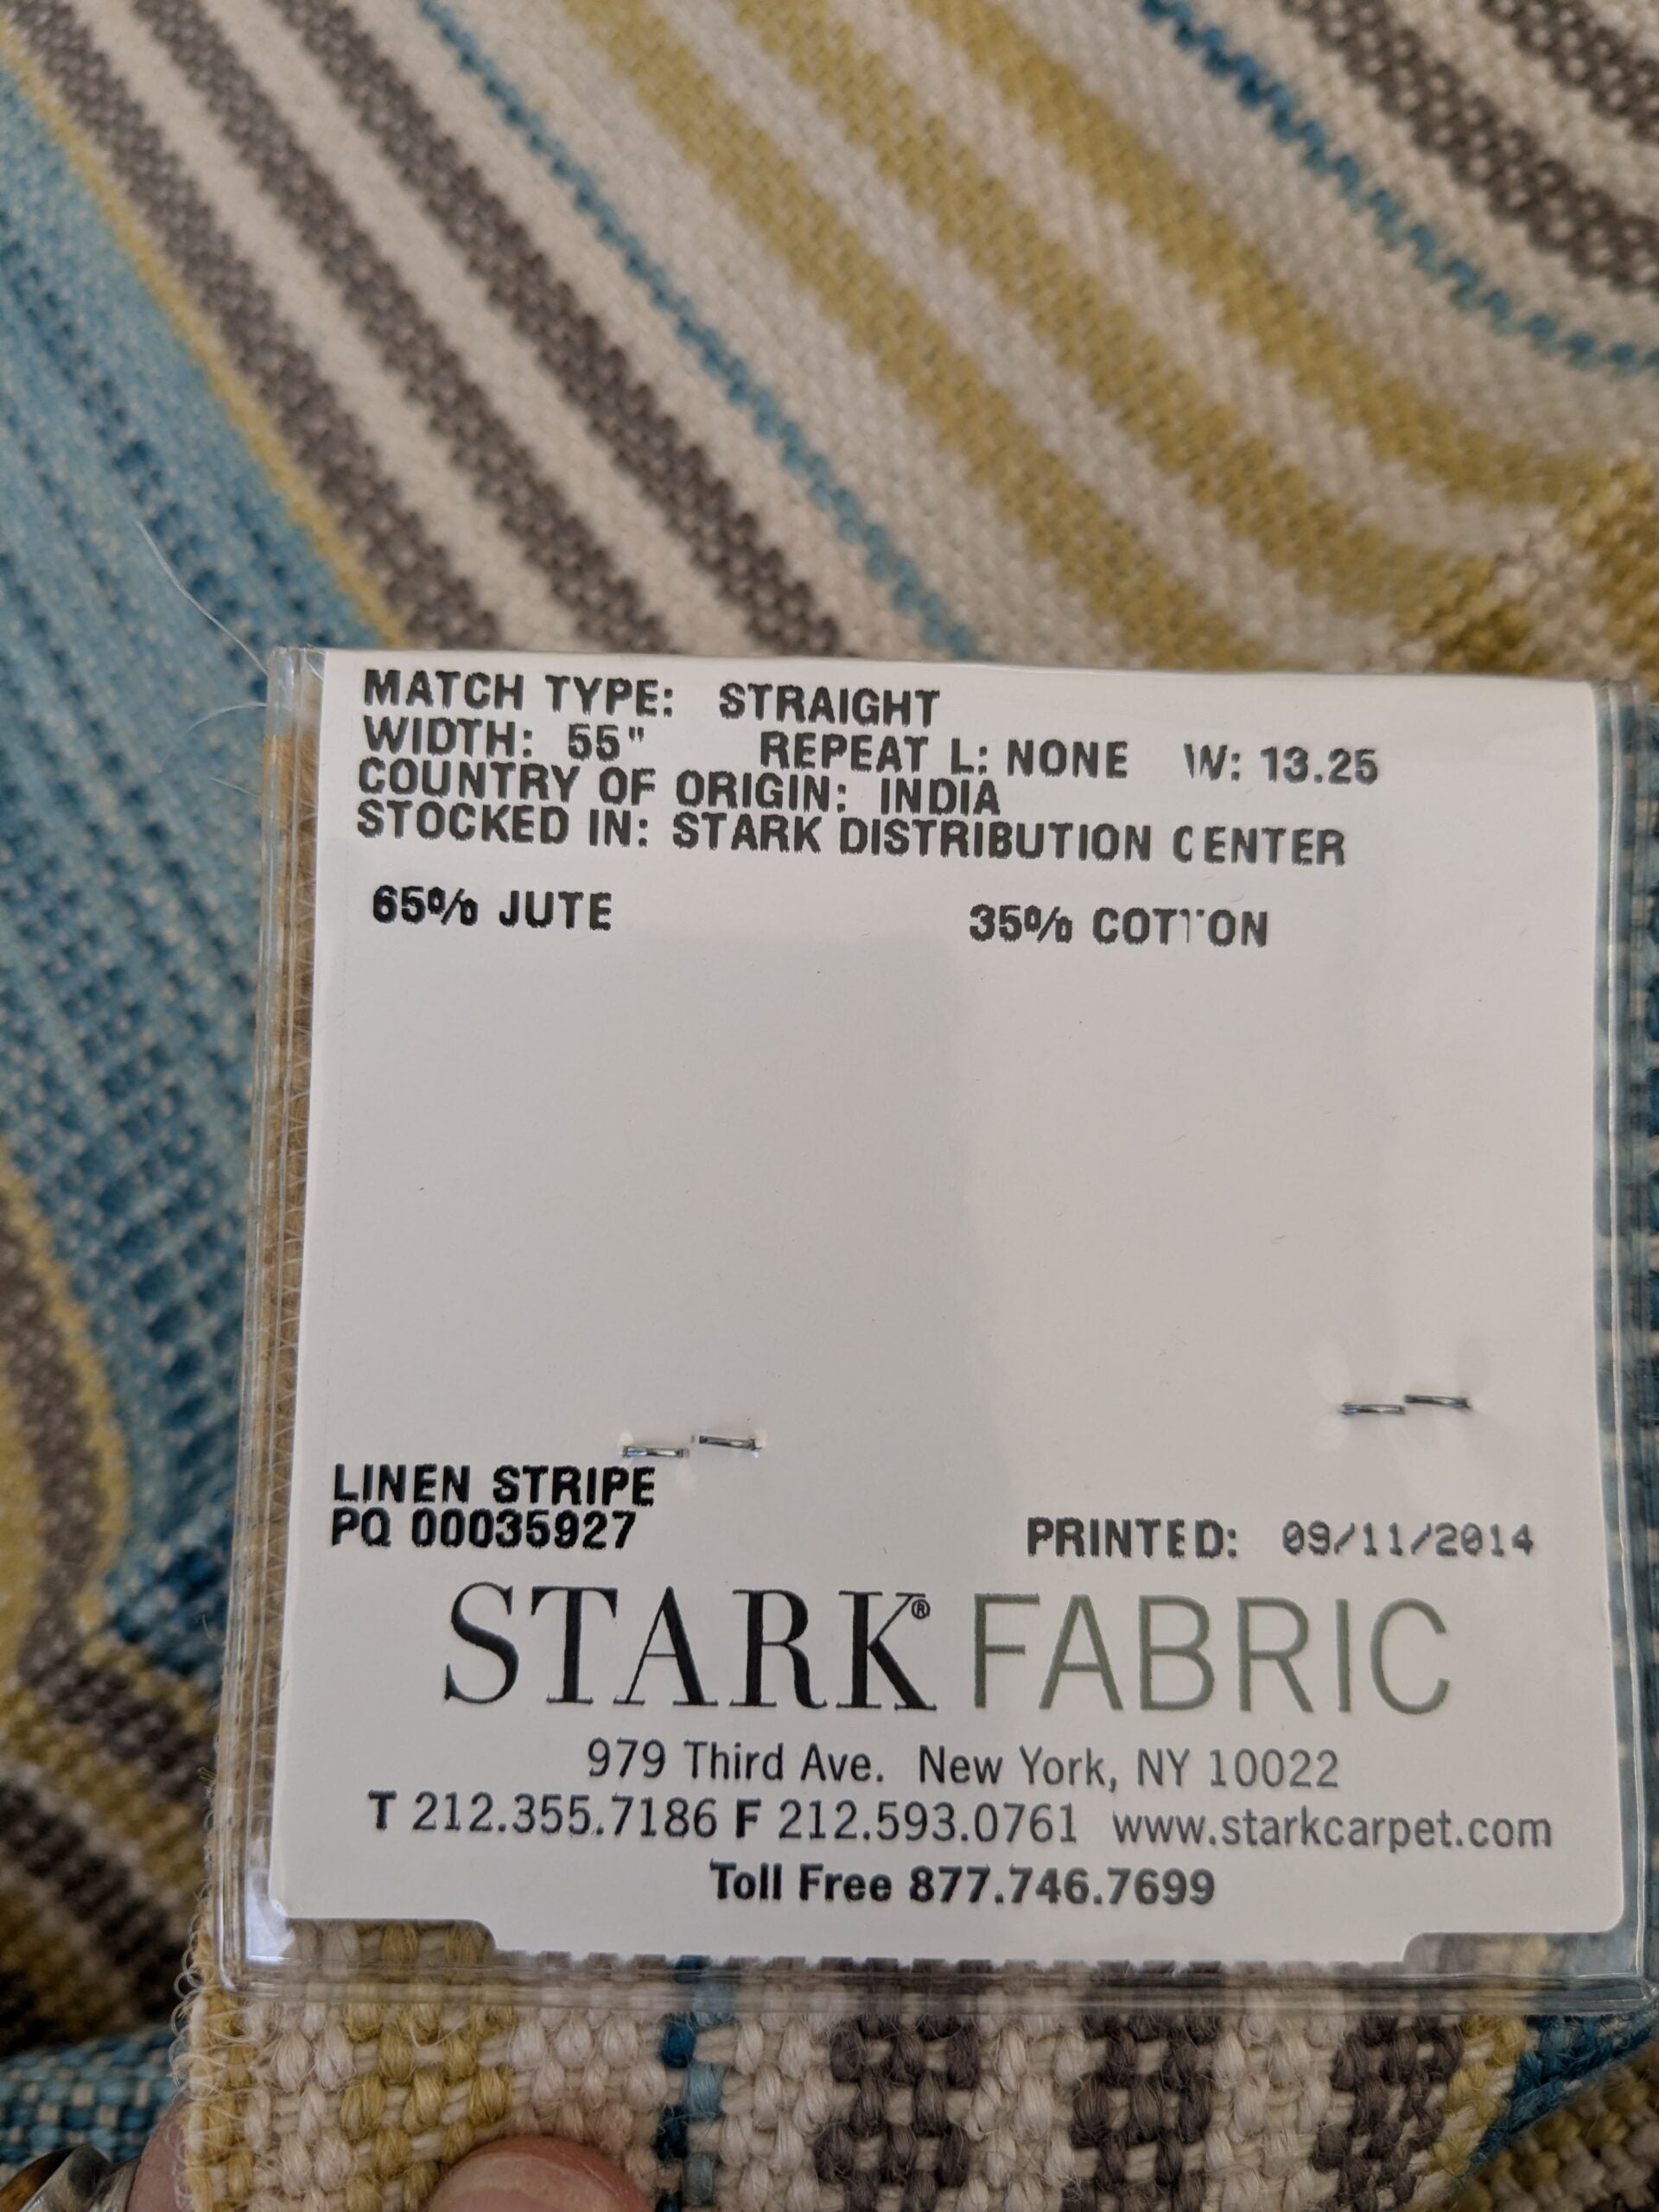 MATCH TYPE: STRAIGHT
WIDTH: 55" REPEAT L: NONE W: 13.25
COUNTRY OF ORIGIN: INDIA
STOCKED IN: STARK DISTRIBUTION CENTER
65% JUTE 35% COTTON
LINEN STRIPE
PQ 00035927 PRINTED: 09/11/2014
STARK® FABRIC
979 Third Ave. New York, NY 10022
T 212.355.7186 F 212.593.0761 www.starkcarpet.com
Toll Free 877.746.7699